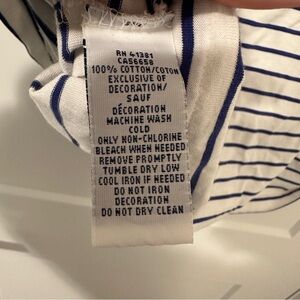 RN 41381
CA56658
100% COTTON/COTON
EXCLUSIVE OF
DECORATION/
SAUF
DÉCORATION
MACHINE WASH
COLD
ONLY NON-CHLORINE
BLEACH WHEN NEEDED
REMOVE PROMPTLY
TUMBLE DRY LOW
COOL IRON IF NEEDED
DO NOT IRON
DECORATION
DO NOT DRY CLEAN